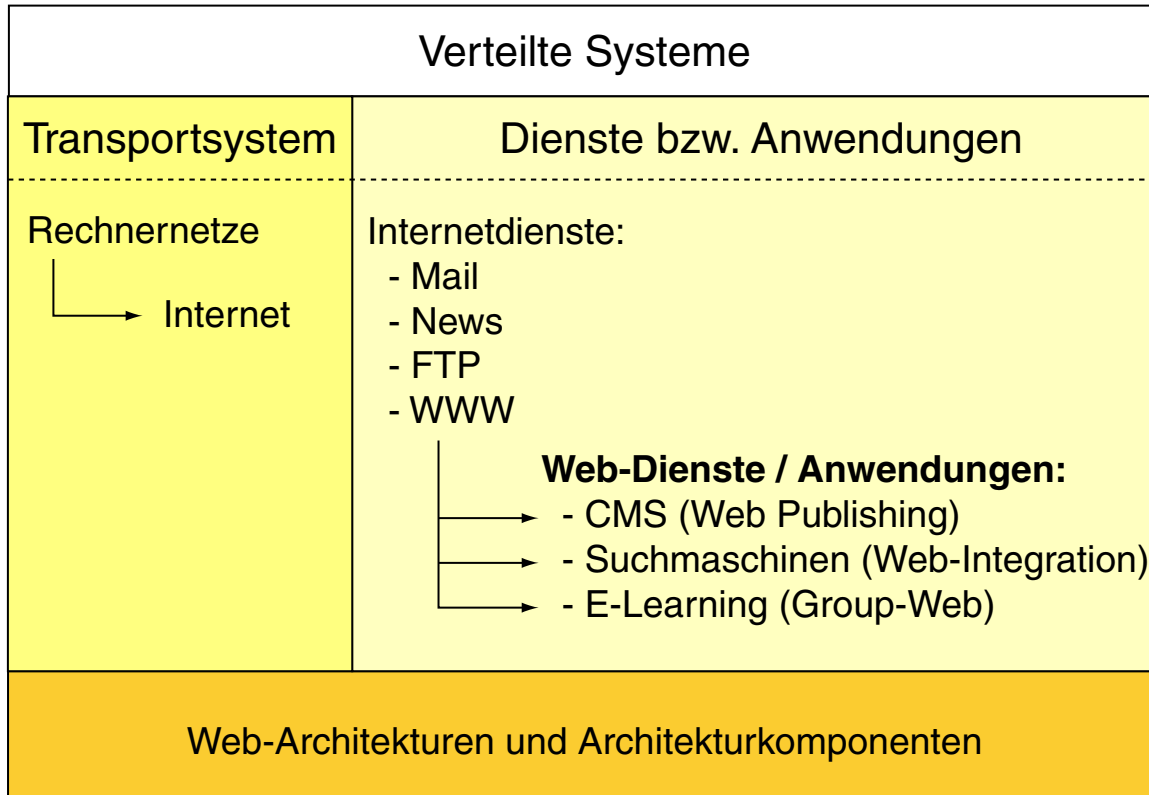 Verteilte Systeme
Transportsystem
Dienste bzw. Anwendungen
Rechnernetze
Internet
Internetdienste:
- Mail
- News
- FTP
- WWW
Web-Dienste / Anwendungen:
- CMS (Web Publishing)
- Suchmaschinen (Web-Integration)
- E-Learning (Group-Web)
Web-Architekturen und Architekturkomponenten